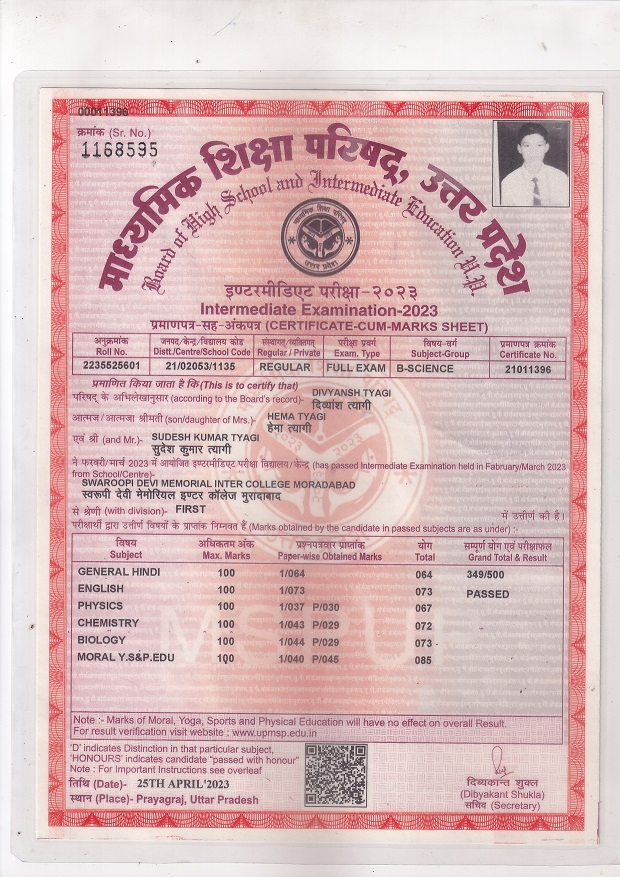 00011396
क्रमांक (Sr. No.)
1168595
माध्यमिक शिक्षा परिषद्, उत्तर प्रदेश
Board of High School and Intermediate Education U.P.
माध्यमिक शिक्षा परिषद्
उत्तर प्रदेश
इण्टरमीडिएट परीक्षा-२०२३
Intermediate Examination-2023
प्रमाणपत्र-सह-अंकपत्र (CERTIFICATE-CUM-MARKS SHEET)
अनुक्रमांक जनपद/केन्द्र/विद्यालय कोड संस्थागत/व्यक्तिगत परीक्षा प्रवर्ग विषय-वर्ग प्रमाणपत्र क्रमांक
Roll No. Distt./Centre/School Code Regular / Private Exam. Type Subject-Group Certificate No.
2235525601 21/02053/1135 REGULAR FULL EXAM B-SCIENCE 21011396
प्रमाणित किया जाता है कि(This is to certify that)
परिषद् के अभिलेखानुसार (according to the Board's record)- DIVYANSH TYAGI
दिव्यांश त्यागी
आत्मज/आत्मजा श्रीमती (son/daughter of Mrs.)- HEMA TYAGI
हेमा त्यागी
एवं श्री (and Mr.)- SUDESH KUMAR TYAGI
सुदेश कुमार त्यागी
ने फरवरी/मार्च 2023 में आयोजित इण्टरमीडिएट परीक्षा विद्यालय/केन्द्र (has passed Intermediate Examination held in Fabruary/March 2023
from School/Centre)-
SWAROOPI DEVI MEMORIAL INTER COLLEGE MORADABAD
स्वरूपी देवी मेमोरियल इण्टर कॉलेज मुरादाबाद
से श्रेणी (with division)- FIRST में उत्तीर्ण की है।
परीक्षार्थी द्वारा उत्तीर्ण विषयों के प्राप्तांक निम्नवत हैं (Marks obtained by the candidate in passed subjects are as under) :-
विषय अधिकतम अंक प्रश्नपत्रवार प्राप्तांक योग सम्पूर्ण योग एवं परीक्षाफल
Subject Max. Marks Paper-wise Obtained Marks Total Grand Total & Result
GENERAL HINDI 100 1/064 064 349/500
ENGLISH 100 1/073 073 PASSED
PHYSICS 100 1/037 P/030 067
CHEMISTRY 100 1/043 P/029 072
BIOLOGY 100 1/044 P/029 073
MORAL Y.S&P.EDU 100 1/040 P/045 085
Note :- Marks of Moral, Yoga, Sports and Physical Education will have no effect on overall Result.
For result verification visit website : www.upmsp.edu.in
'D' indicates Distinction in that particular subject,
'HONOURS' indicates candidate "passed with honour"
Note : For Important Instructions see overleaf
तिथि (Date)- 25TH APRIL'2023
स्थान (Place)- Prayagraj, Uttar Pradesh
दिव्यकान्त शुक्ल
(Dibyakant Shukla)
सचिव (Secretary)